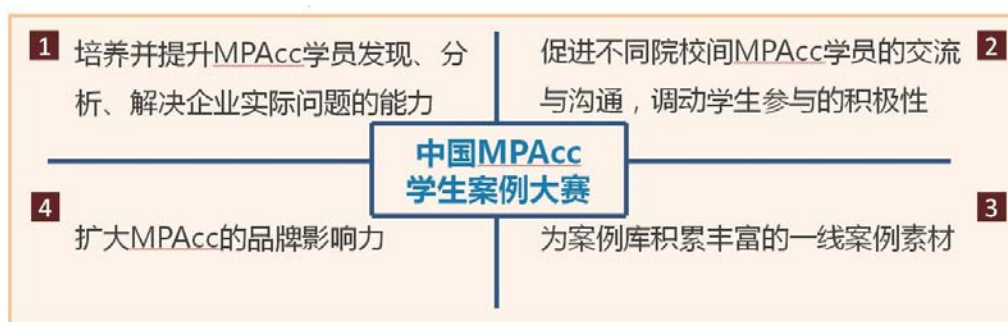 1
培养并提升MPAcc学员发现、分
析、解决企业实际问题的能力
促进不同院校间MPAcc学员的交流
与沟通，调动学生参与的积极性
2
中国MPAcc
学生案例大赛
4
扩大MPAcc的品牌影响力
3
为案例库积累丰富的一线案例素材